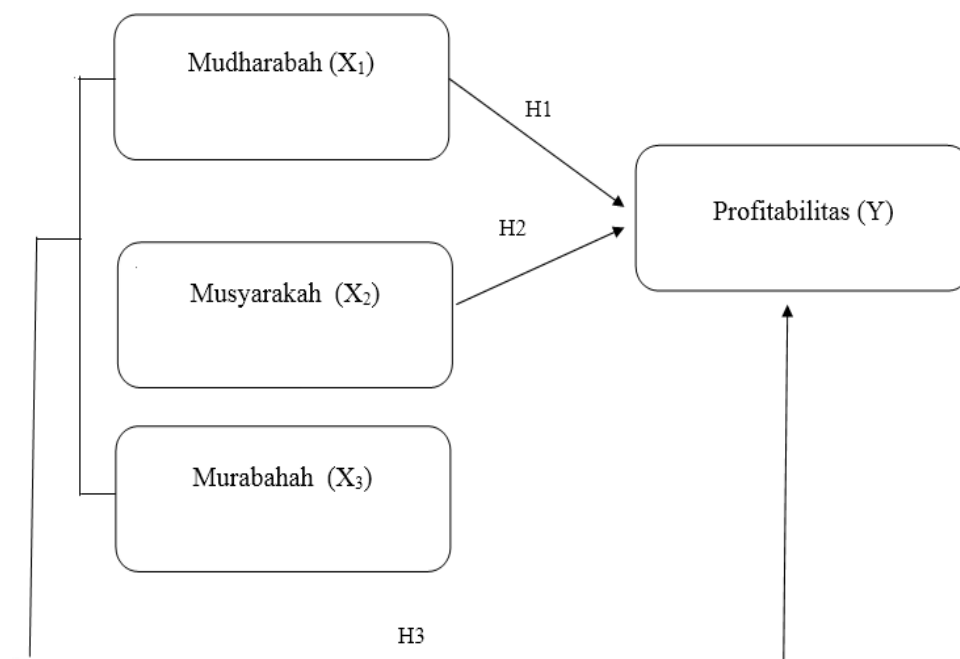 Mudharabah (X₁)
H1
Profitabilitas (Y)
H2
Musyarakah (X₂)
Murabahah (X₃)
H3